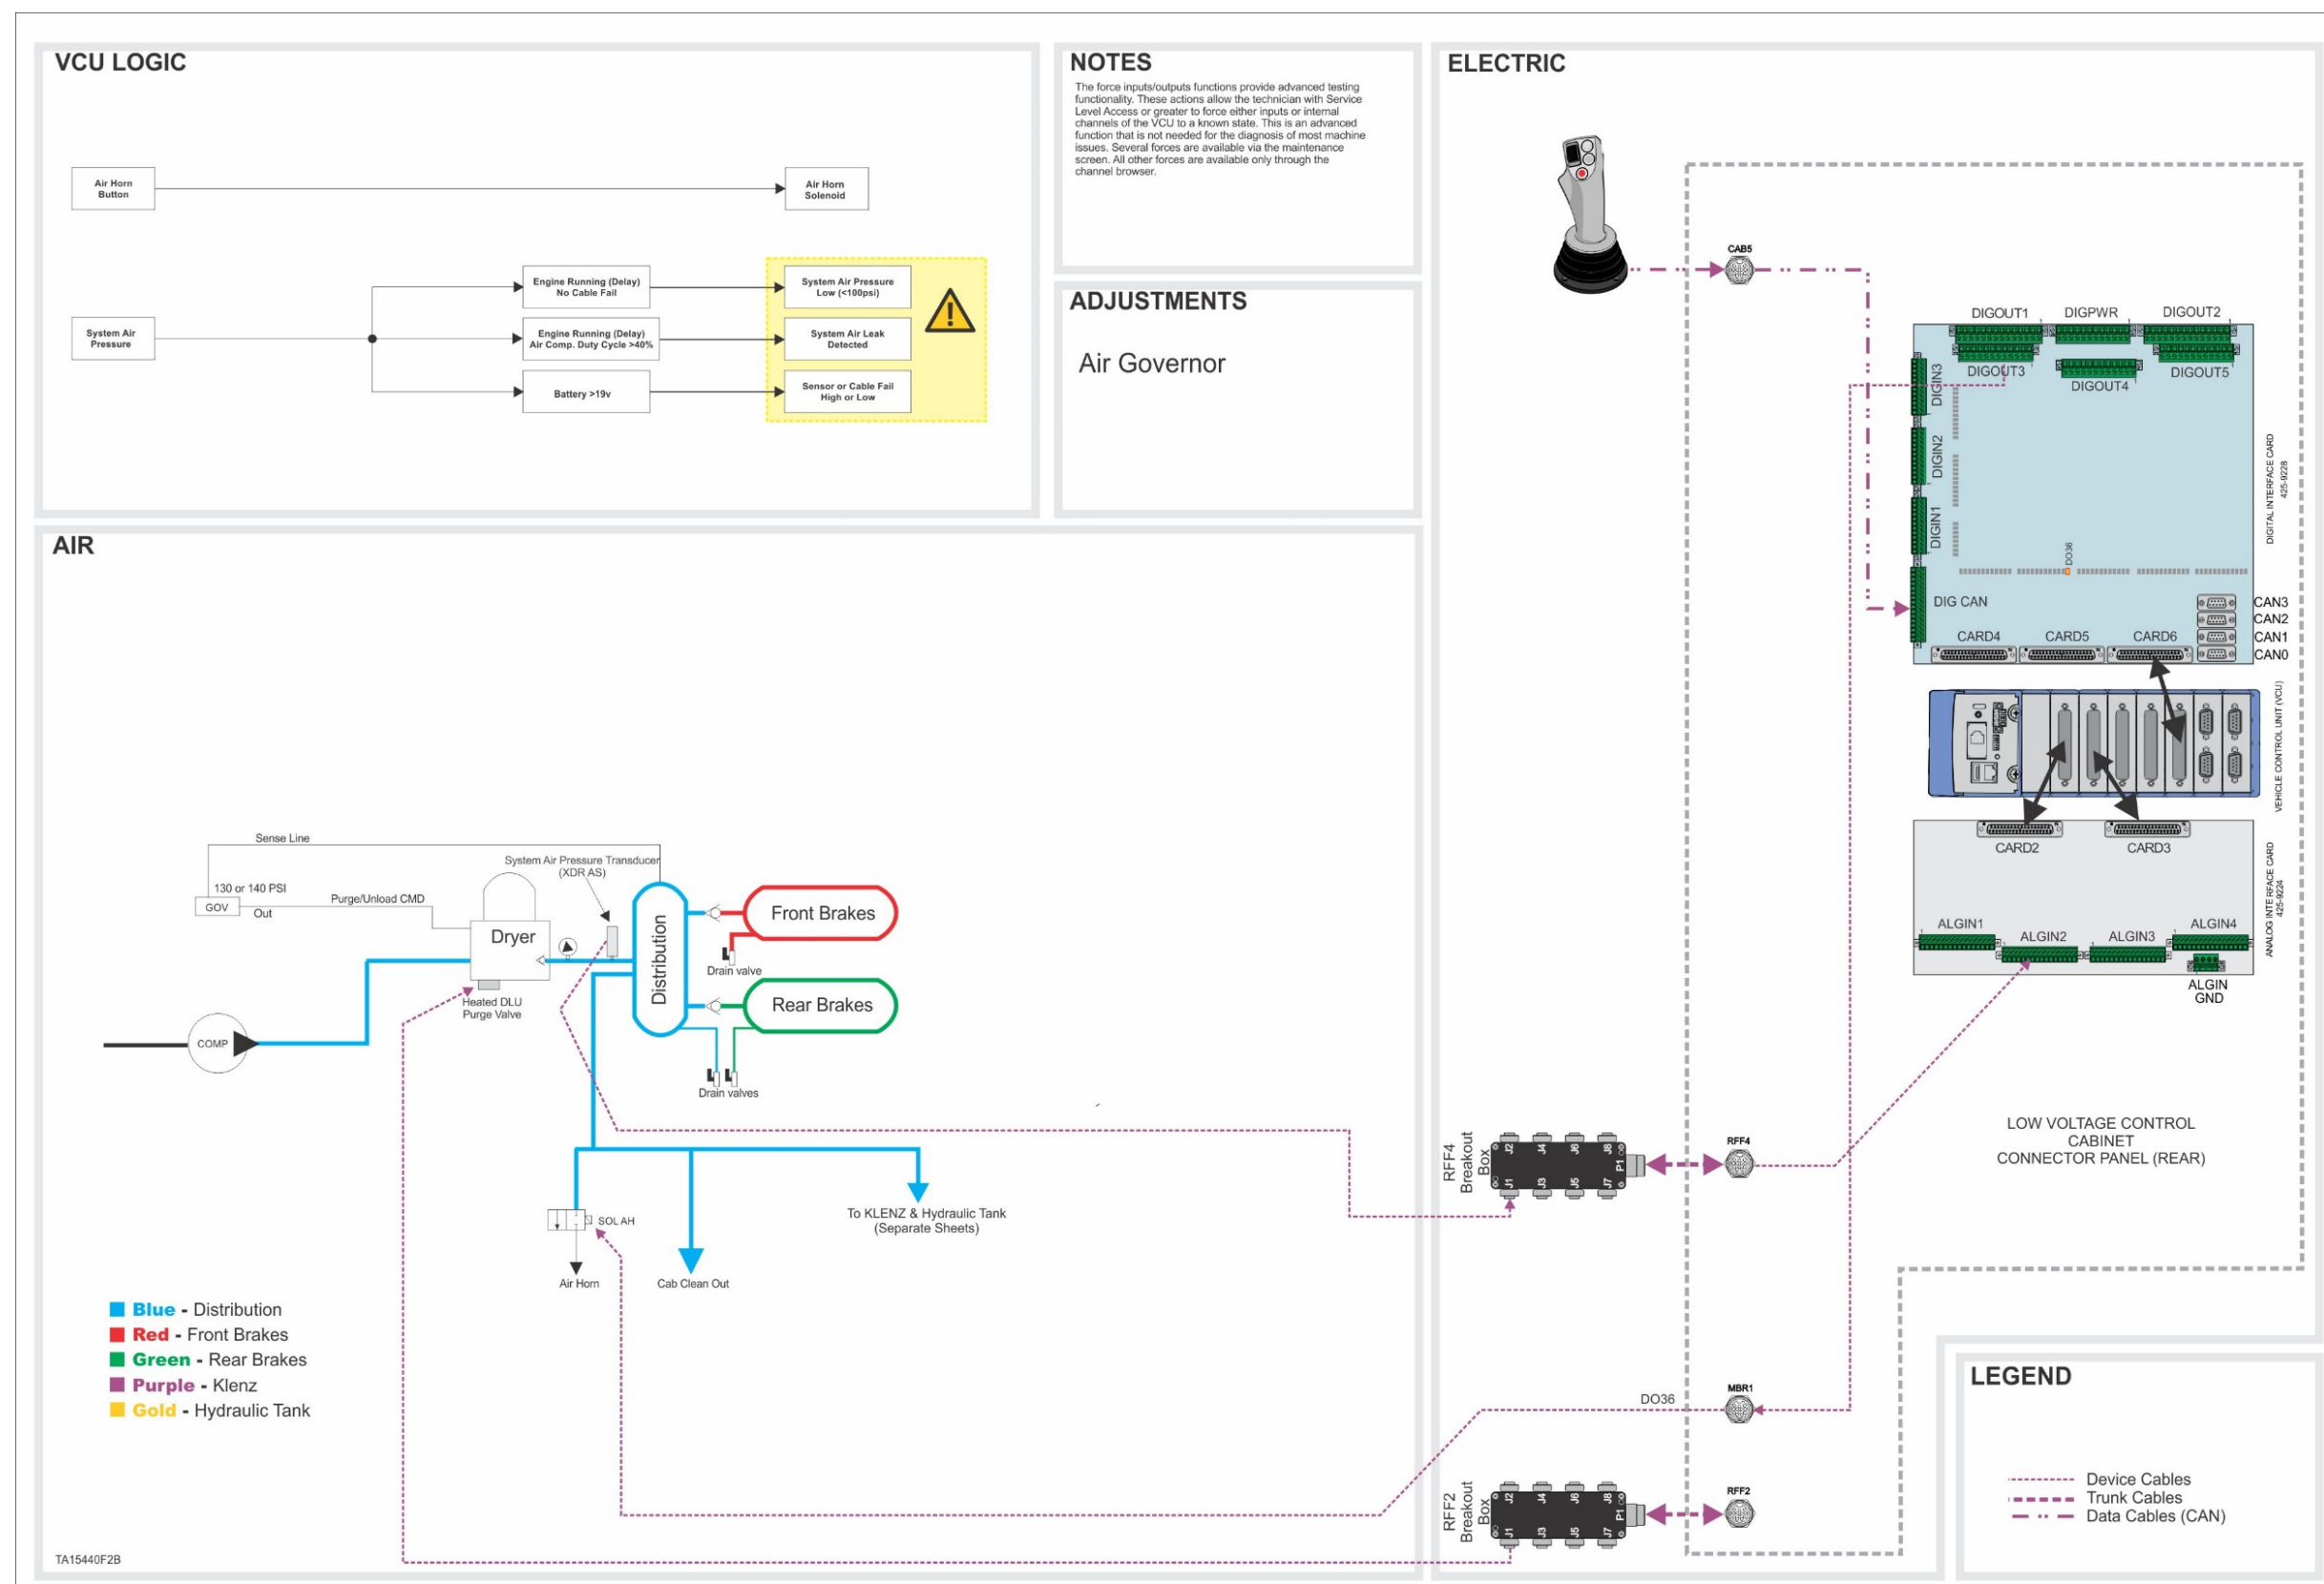 VCU LOGIC
Air Horn
Button
Air Horn
Solenoid
System Air
Pressure
Engine Running (Delay)
No Cable Fail
System Air Pressure
Low (<100psi)
Engine Running (Delay)
Air Comp. Duty Cycle >40%
System Air Leak
Detected
Battery >19v
Sensor or Cable Fail
High or Low
NOTES
The force inputs/outputs functions provide advanced testing
functionality. These actions allow the technician with Service
Level Access or greater to force either inputs or internal
channels of the VCU to a known state. This is an advanced
function that is not needed for the diagnosis of most machine
issues. Several forces are available via the maintenance
screen. All other forces are available only through the
channel browser.
ADJUSTMENTS
Air Governor
AIR
Sense Line
130 or 140 PSI
GOV
Out
Purge/Unload CMD
System Air Pressure Transducer
(XDR AS)
Dryer
Heated DLU
Purge Valve
COMP
Distribution
Front Brakes
Drain valve
Rear Brakes
Drain valves
SOL AH
Air Horn
Cab Clean Out
To KLENZ & Hydraulic Tank
(Separate Sheets)
Blue - Distribution
Red - Front Brakes
Green - Rear Brakes
Purple - Klenz
Gold - Hydraulic Tank
TA15440F2B
ELECTRIC
CAB5
DIGOUT1
DIGPWR
DIGOUT2
DIGOUT3
DIGOUT4
DIGOUT5
DIGIN3
DIGIN2
DIGIN1
DO36
DIG CAN
CARD4
CARD5
CARD6
CAN3
CAN2
CAN1
CAN0
DIGITAL INTERFACE CARD
425-9228
VEHICLE CONTROL UNIT (VCU)
CARD2
CARD3
ALGIN1
ALGIN2
ALGIN3
ALGIN4
ALGIN
GND
ANALOG INTERFACE CARD
425-9224
LOW VOLTAGE CONTROL
CABINET
CONNECTOR PANEL (REAR)
RFF4
Breakout
Box
J2
J4
J6
J8
P1
J1
J3
J5
J7
RFF4
DO36
MBR1
RFF2
Breakout
Box
J2
J4
J6
J8
P1
J1
J3
J5
J7
RFF2
LEGEND
Device Cables
Trunk Cables
Data Cables (CAN)